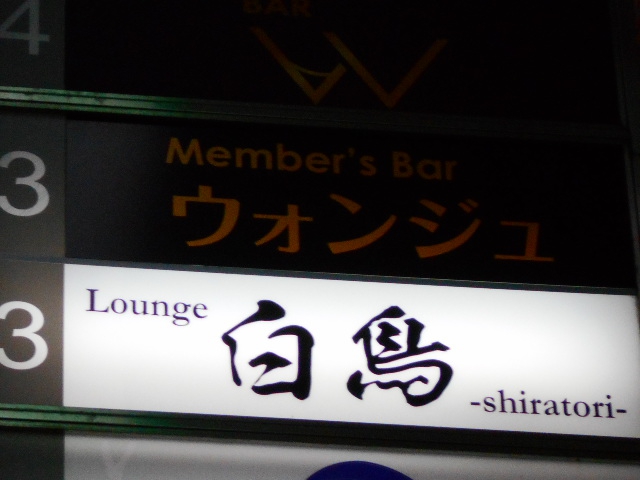 4
BAR
W
3
Member's Bar
ウォンジュ
3
Lounge
白鳥
-shiratori-